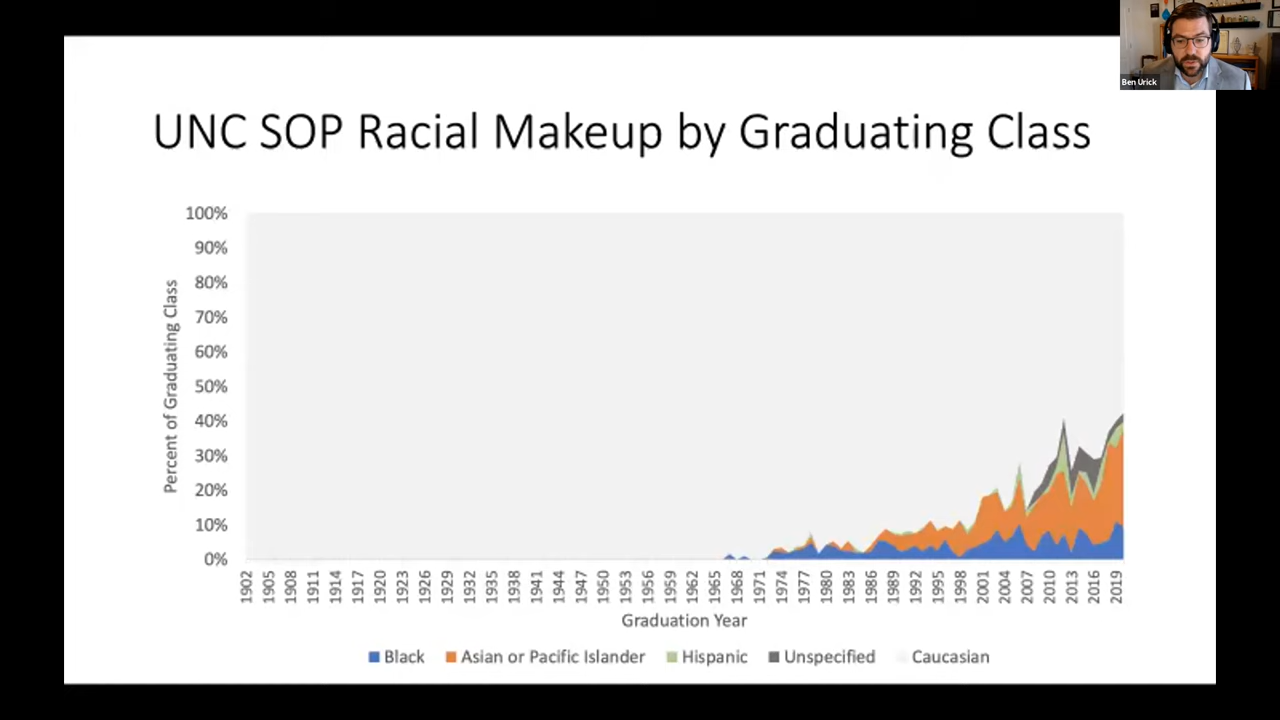 Ben Urick
UNC SOP Racial Makeup by Graduating Class
Percent of Graduating Class
100%
90%
80%
70%
60%
50%
40%
30%
20%
10%
0%
1902 1905 1908 1911 1914 1917 1920 1923 1926 1929 1932 1935 1938 1941 1944 1947 1950 1953 1956 1959 1962 1965 1968 1971 1974 1977 1980 1983 1986 1989 1992 1995 1998 2001 2004 2007 2010 2013 2016 2019
Graduation Year
Black Asian or Pacific Islander Hispanic Unspecified Caucasian